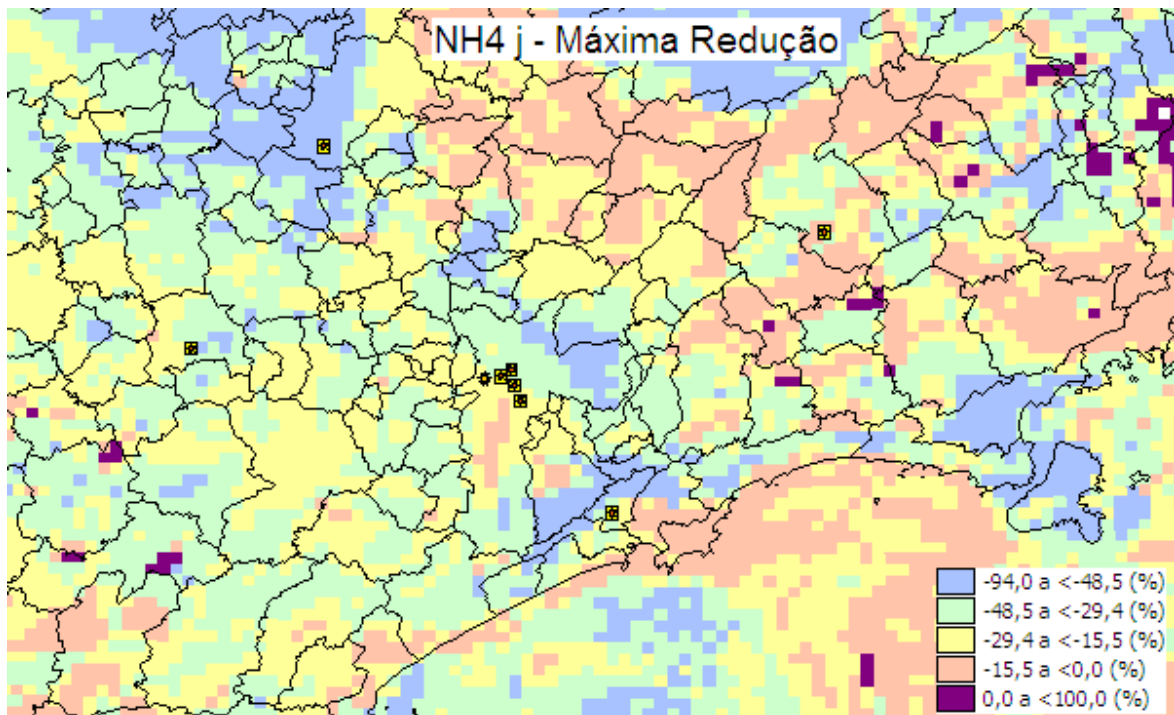 NH4 j - Máxima Redução
-94,0 a <-48,5 (%)
-48,5 a <-29,4 (%)
-29,4 a <-15,5 (%)
-15,5 a <0,0 (%)
0,0 a <100,0 (%)